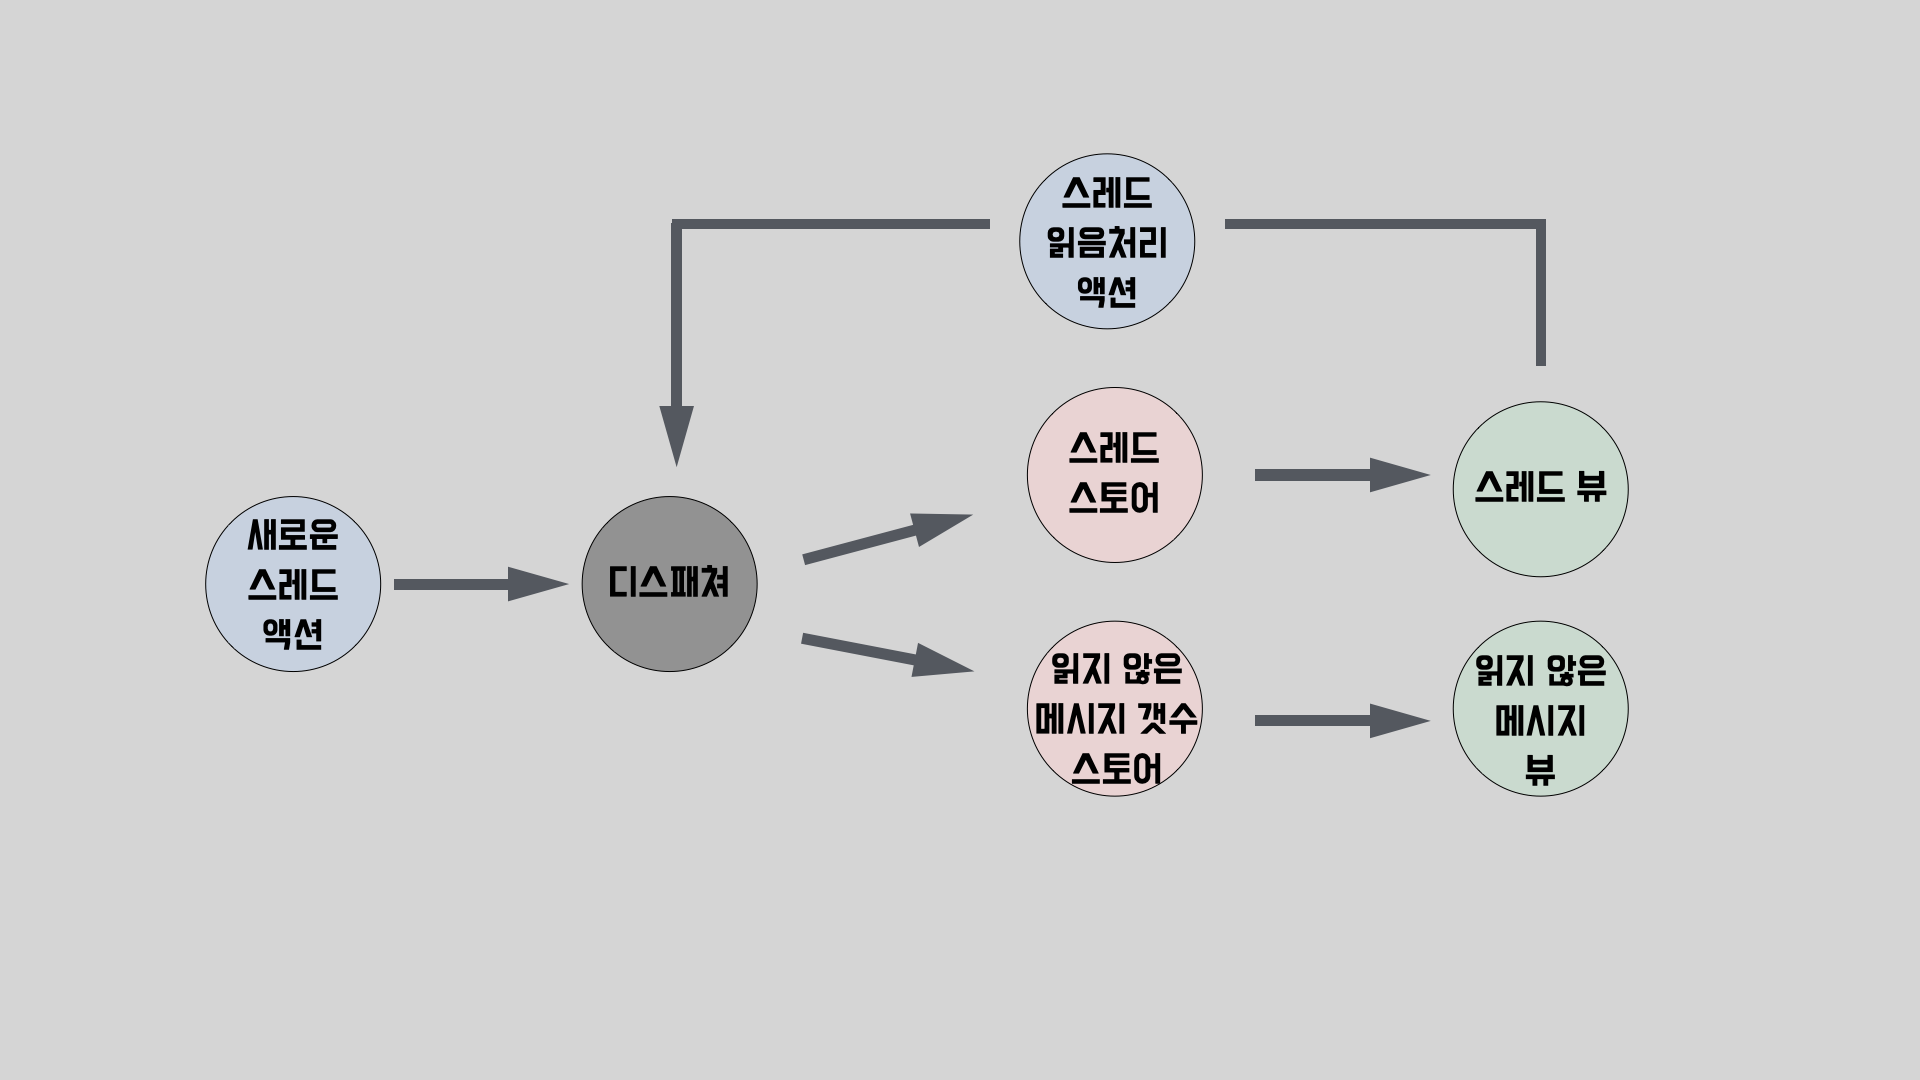 스레드
읽음처리
액션
새로운
스레드
액션
디스패쳐
스레드
스토어
스레드 뷰
읽지 않은
메시지 갯수
스토어
읽지 않은
메시지
뷰